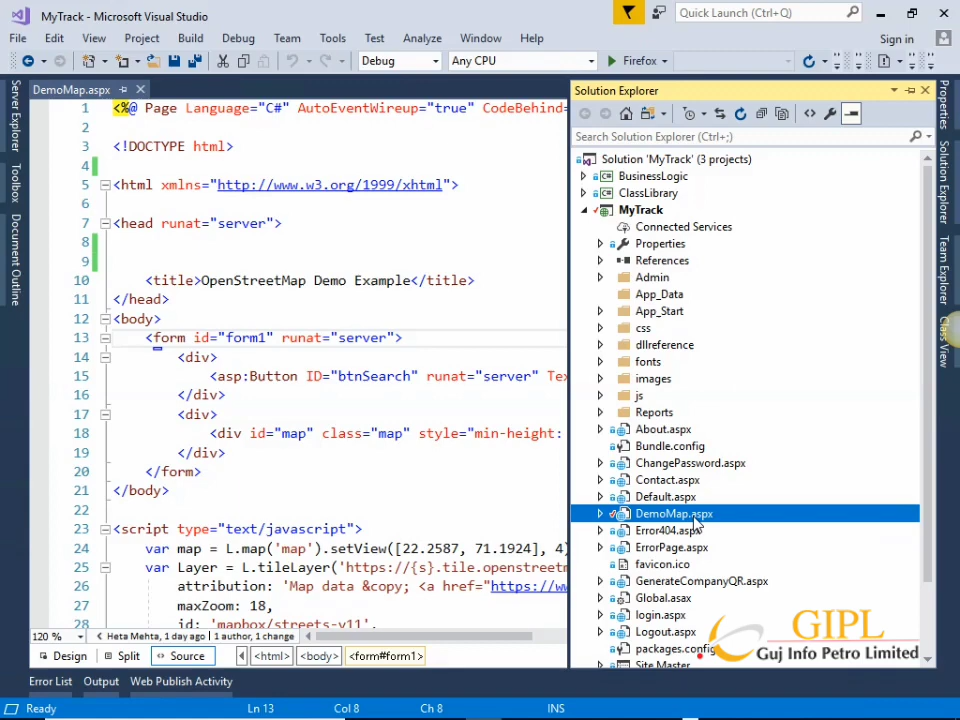 MyTrack - Microsoft Visual Studio
Quick Launch (Ctrl+Q)
File Edit View Project Build Debug Team Tools Test Analyze Window Help
Sign in
Debug Any CPU Firefox
Server Explorer
Toolbox
Document Outline
DemoMap.aspx
1 <%@ Page Language="C#" AutoEventWireup="true" CodeBehind=
2
3 <!DOCTYPE html>
4
5 <html xmlns="http://www.w3.org/1999/xhtml">
6
7 <head runat="server">
8
9
10 <title>OpenStreetMap Demo Example</title>
11 </head>
12 <body>
13 <form id="form1" runat="server">
14 <div>
15 <asp:Button ID="btnSearch" runat="server" Tex
16 </div>
17 <div>
18 <div id="map" class="map" style="min-height:
19 </div>
20 </form>
21 </body>
22
23 <script type="text/javascript">
24 var map = L.map('map').setView([22.2587, 71.1924], 4)
25 var Layer = L.tileLayer('https://{s}.tile.openstreetm
26 attribution: 'Map data &copy; <a href="https://ww
27 maxZoom: 18,
28 id: 'mapbox/streets-v11',
120 % Heta Mehta, 1 day ago | 1 author, 1 change
Design Split Source <html> <body> <form#form1>
Solution Explorer
Search Solution Explorer (Ctrl+;)
Solution 'MyTrack' (3 projects)
BusinessLogic
ClassLibrary
MyTrack
Connected Services
Properties
References
Admin
App_Data
App_Start
css
dllreference
fonts
images
js
Reports
About.aspx
Bundle.config
ChangePassword.aspx
Contact.aspx
Default.aspx
DemoMap.aspx
Error404.aspx
ErrorPage.aspx
favicon.ico
GenerateCompanyQR.aspx
Global.asax
login.aspx
Logout.aspx
packages.config
Site.Master
Properties
Solution Explorer
Team Explorer
Class View
GIPL
Guj Info Petro Limited
Error List Output Web Publish Activity
Ready Ln 13 Col 8 Ch 8 INS